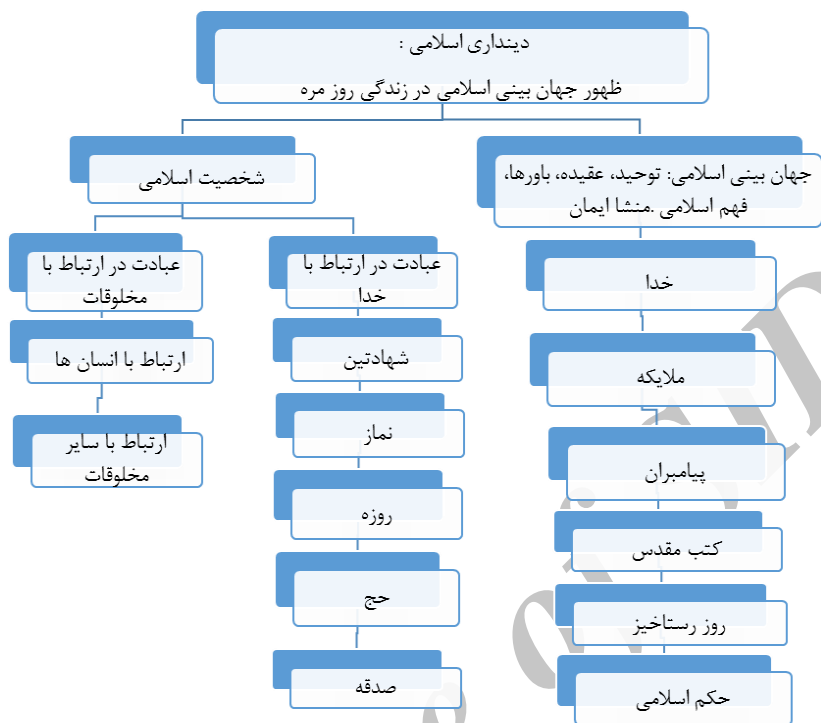 دینداری اسلامی :
ظهور جهان بینی اسلامی در زندگی روز مره
جهان بینی اسلامی: توحید، عقیده، باورها،
فهم اسلامی .منشا ایمان
خدا
ملایکه
پیامبران
کتب مقدس
روز رستاخیز
حکم اسلامی
شخصیت اسلامی
عبادت در ارتباط با
خدا
شهادتین
نماز
روزه
حج
صدقه
عبادت در ارتباط با
مخلوقات
ارتباط با انسان ها
ارتباط با سایر
مخلوقات